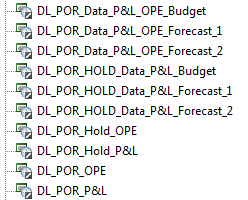 DL_POR_Data_P&L_OPE_Budget
DL_POR_Data_P&L_OPE_Forecast_1
DL_POR_Data_P&L_OPE_Forecast_2
DL_POR_HOLD_Data_P&L_Budget
DL_POR_HOLD_Data_P&L_Forecast_1
DL_POR_HOLD_Data_P&L_Forecast_2
DL_POR_Hold_OPE
DL_POR_Hold_P&L
DL_POR_OPE
DL_POR_P&L